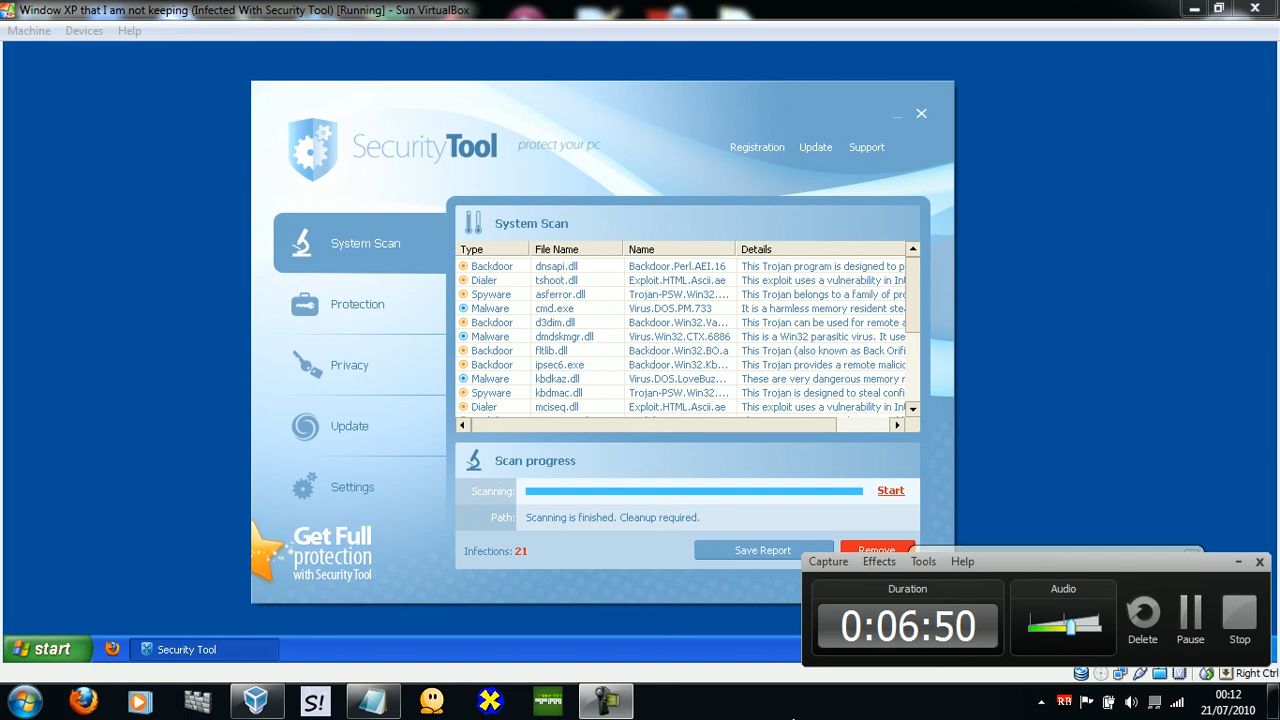 Window XP that I am not keeping (Infected With Security Tool) [Running] - Sun VirtualBox
Machine Devices Help
SecurityTool protect your pc
Registration Update Support
System Scan
Protection
Privacy
Update
Settings
Get Full
protection
with Security Tool
System Scan
Type File Name Name Details
Backdoor dnsapi.dll Backdoor.Perl.AEI.16 This Trojan program is designed to p
Dialer tshoot.dll Exploit.HTML.Ascii.ae This exploit uses a vulnerability in Int
Spyware asferror.dll Trojan-PSW.Win32.... This Trojan belongs to a family of pro
Malware cmd.exe Virus.DOS.PM.733 It is a harmless memory resident stea
Backdoor d3dim.dll Backdoor.Win32.Va... This Trojan can be used for remote a
Malware dmdskmgr.dll Virus.Win32.CTX.6886 This is a Win32 parasitic virus. It use
Backdoor fltlib.dll Backdoor.Win32.BO.a This Trojan (also known as Back Orifi
Backdoor ipsec6.exe Backdoor.Win32.Kb... This Trojan provides a remote malicio
Malware kbdkaz.dll Virus.DOS.LoveBuz... These are very dangerous memory r
Spyware kbdmac.dll Trojan-PSW.Win32.... This Trojan is designed to steal confi
Dialer mciseq.dll Exploit.HTML.Ascii.ae This exploit uses a vulnerability in Int
Scan progress
Scanning: Start
Path: Scanning is finished. Cleanup required.
Infections: 21 Save Report Remove
Capture Effects Tools Help
Duration Audio
0:06:50
Delete Pause Stop
start Security Tool
Right Ctrl
S!
00:12
21/07/2010